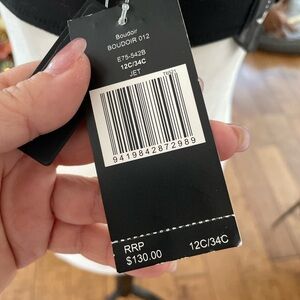 Boudoir
BOUDOIR 012
E75-542B
12C/34C
JET
9419842872989
RRP 12C/34C
$130.00